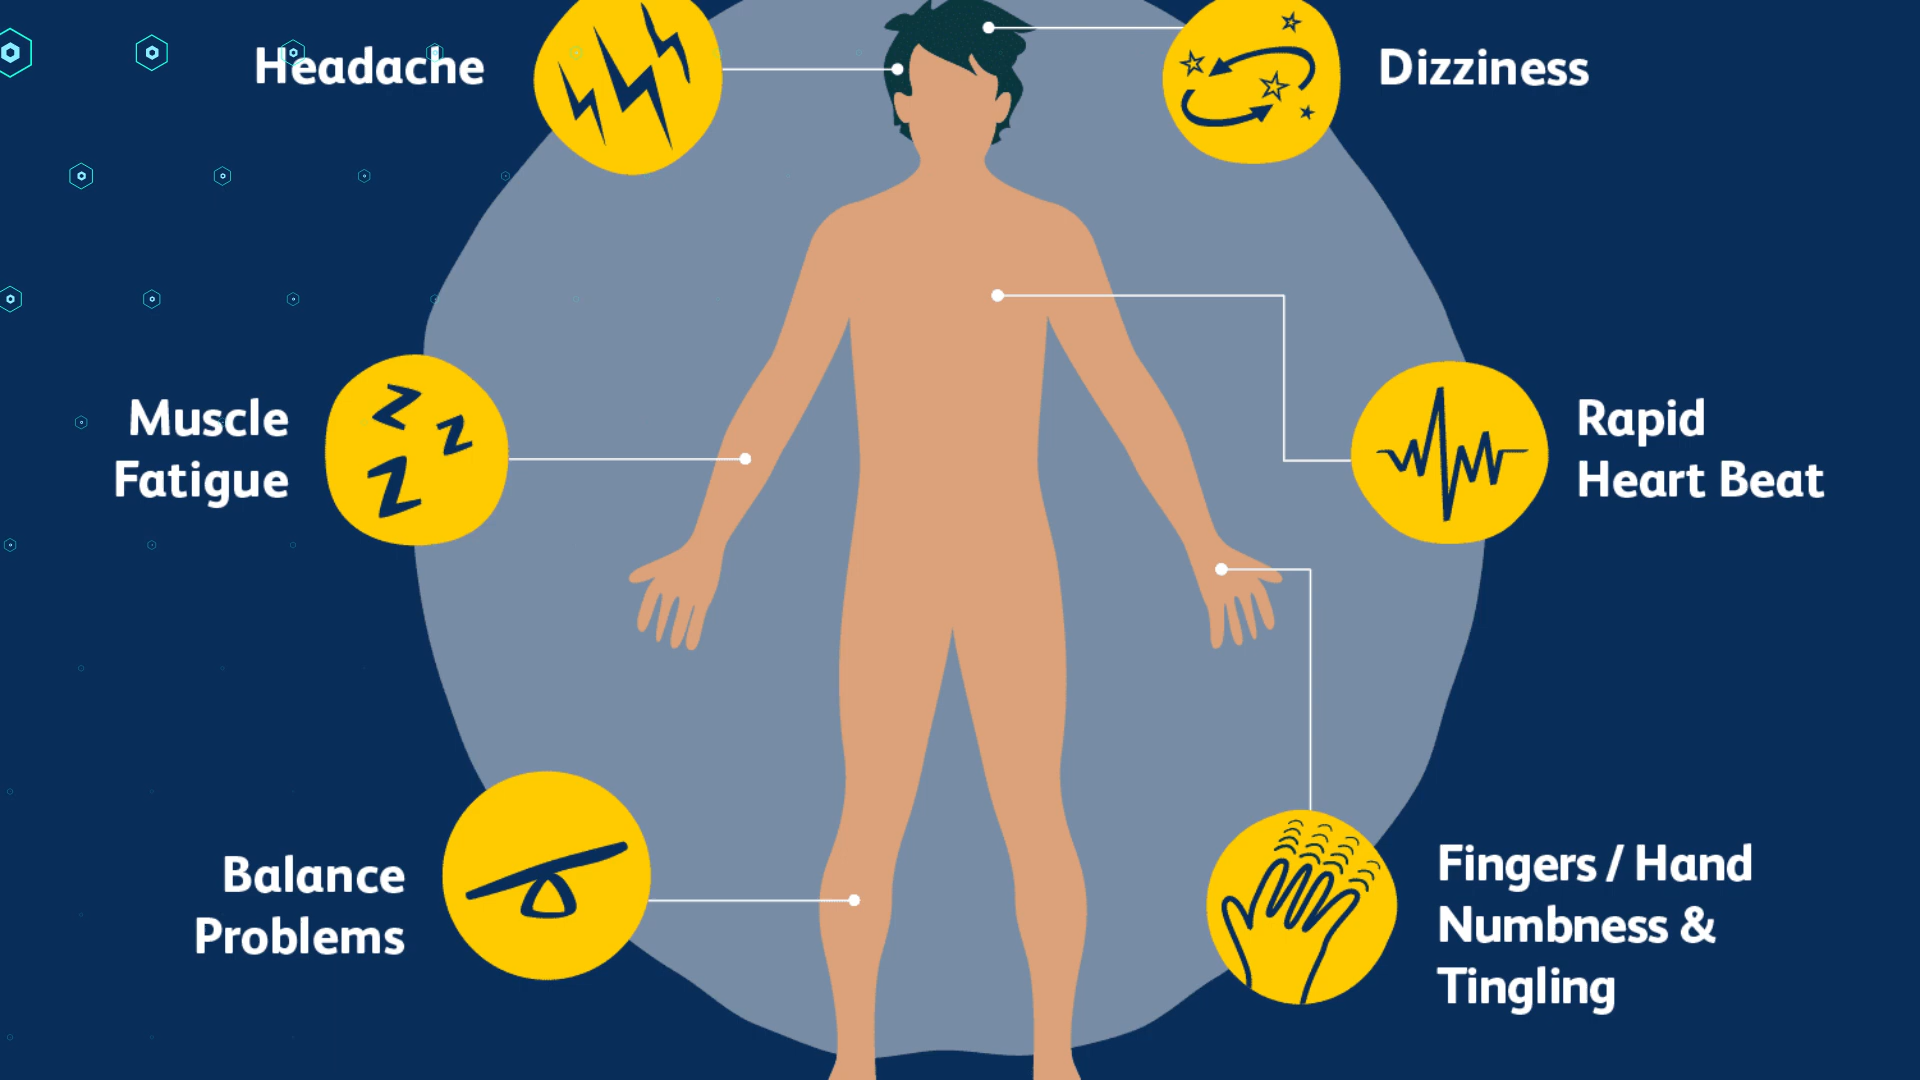 Headache
Dizziness
Muscle
Fatigue
Rapid
Heart Beat
Balance
Problems
Fingers / Hand
Numbness &
Tingling